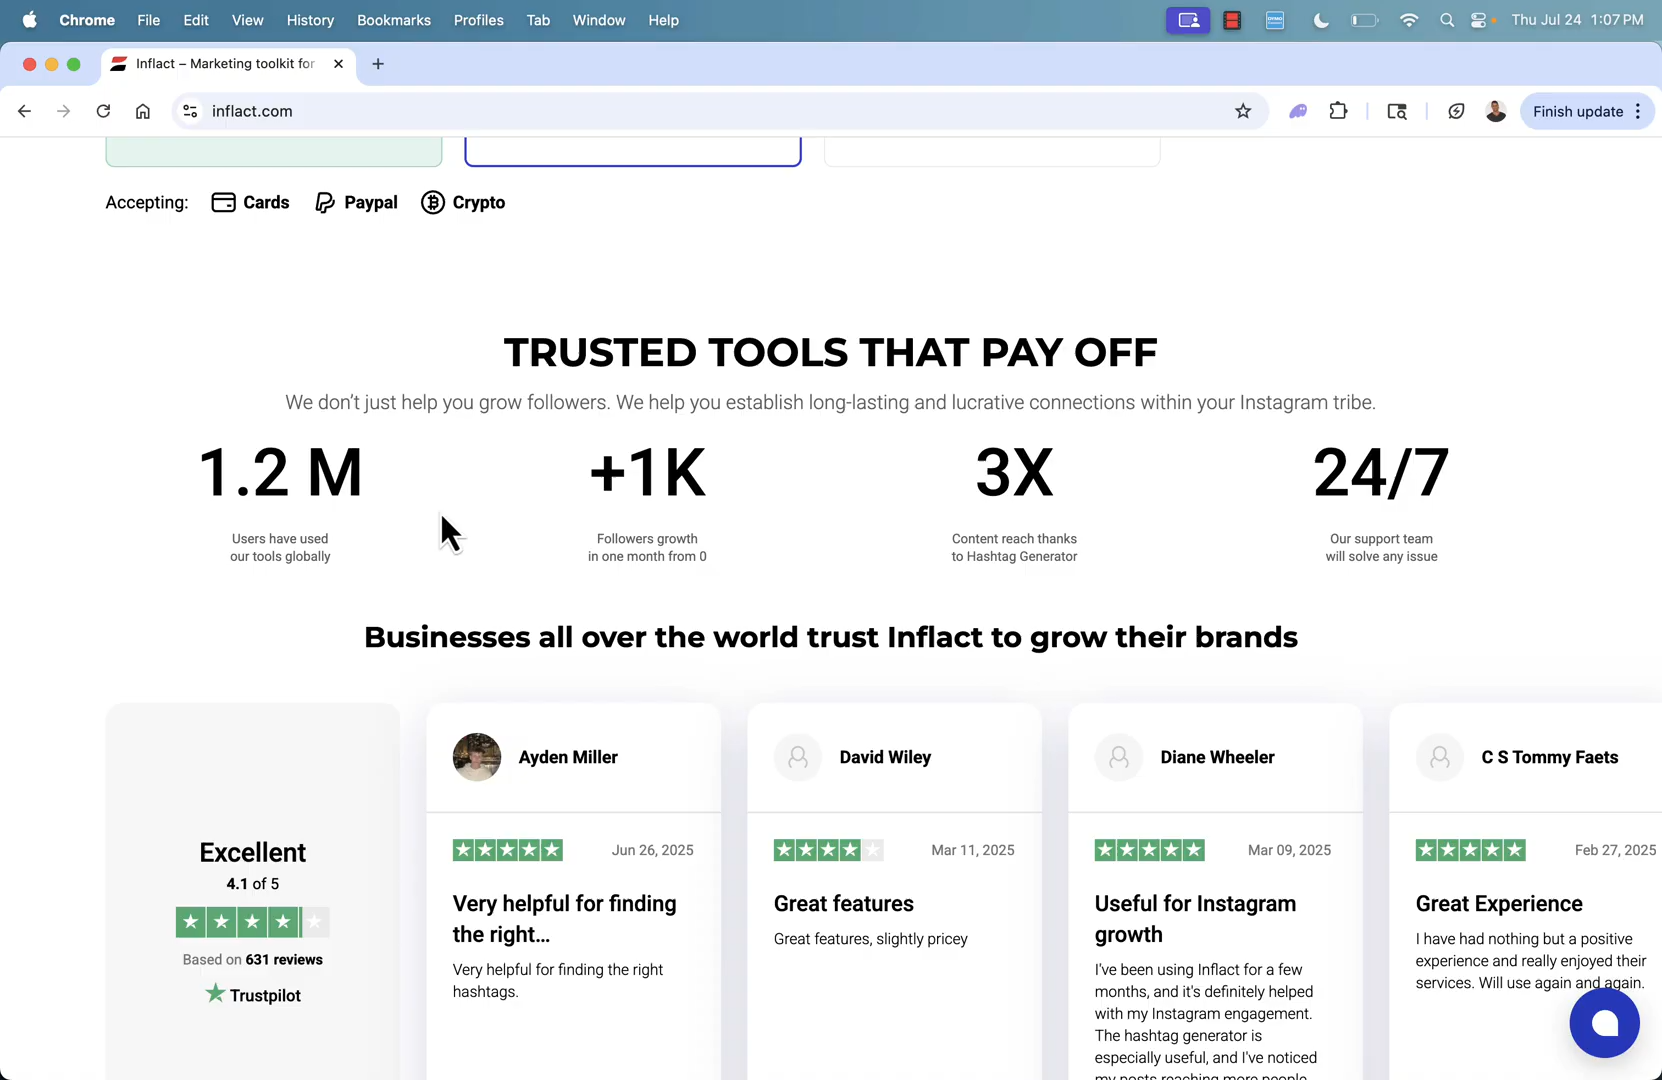 Chrome File Edit View History Bookmarks Profiles Tab Window Help Thu Jul 24 1:07 PM
Inflact – Marketing toolkit for
inflact.com
Finish update
Accepting: Cards Paypal Crypto
TRUSTED TOOLS THAT PAY OFF
We don’t just help you grow followers. We help you establish long-lasting and lucrative connections within your Instagram tribe.
1.2 M
Users have used
our tools globally
+1K
Followers growth
in one month from 0
3X
Content reach thanks
to Hashtag Generator
24/7
Our support team
will solve any issue
Businesses all over the world trust Inflact to grow their brands
Excellent
4.1 of 5
Based on 631 reviews
Trustpilot
Ayden Miller
Jun 26, 2025
Very helpful for finding
the right...
Very helpful for finding the right
hashtags.
David Wiley
Mar 11, 2025
Great features
Great features, slightly pricey
Diane Wheeler
Mar 09, 2025
Useful for Instagram
growth
I’ve been using Inflact for a few
months, and it's definitely helped
with my Instagram engagement.
The hashtag generator is
especially useful, and I've noticed
my posts reaching more people
C S Tommy Faets
Feb 27, 2025
Great Experience
I have had nothing but a positive
experience and really enjoyed their
services. Will use again and again.